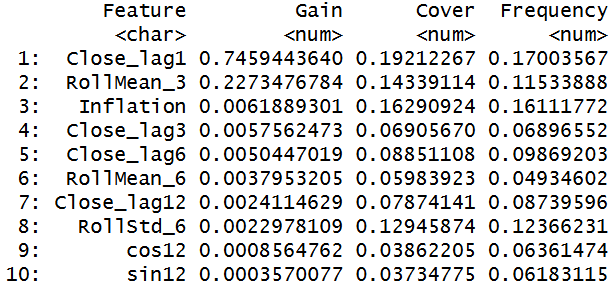 Feature Gain Cover Frequency
<char> <num> <num> <num>
1: Close_lag1 0.7459443640 0.19212267 0.17003567
2: RollMean_3 0.2273476784 0.14339114 0.11533888
3: Inflation 0.0061889301 0.16290924 0.16111772
4: Close_lag3 0.0057562473 0.06905670 0.06896552
5: Close_lag6 0.0050447019 0.08851108 0.09869203
6: RollMean_6 0.0037953205 0.05983923 0.04934602
7: Close_lag12 0.0024114629 0.07874141 0.08739596
8: RollStd_6 0.0022978109 0.12945874 0.12366231
9: cos12 0.0008564762 0.03862205 0.06361474
10: sin12 0.0003570077 0.03734775 0.06183115